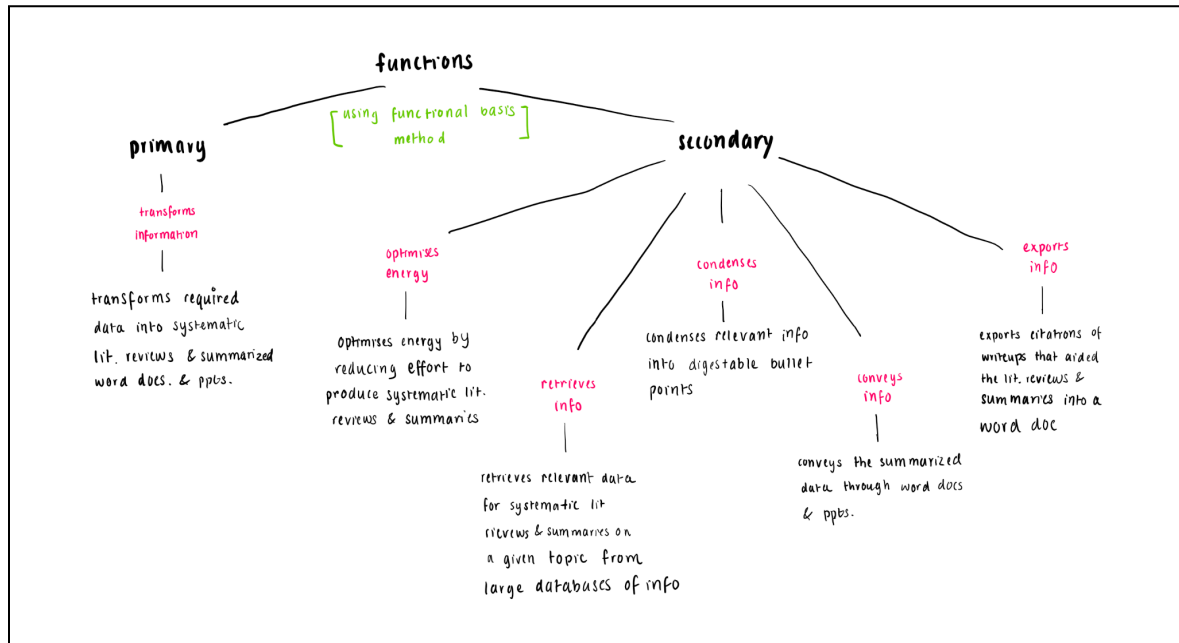 functions
[using functional basis
method]
primary
secondary
transforms
information
transforms required
data into systematic
lit. reviews & summarized
word docs. & ppts.
optimises
energy
optimises energy by
reducing effort to
produce systematic lit.
reviews & summaries
retrieves
info
retrieves relevant data
for systematic lit
rievews & summaries on
a given topic from
large databases of info
condenses
info
condenses relevant info
into digestable bullet
points
conveys
info
conveys the summarized
data through word docs
& ppts.
exports
info
exports citations of
writeups that aided
the lit. reviews &
summaries into a
word doc